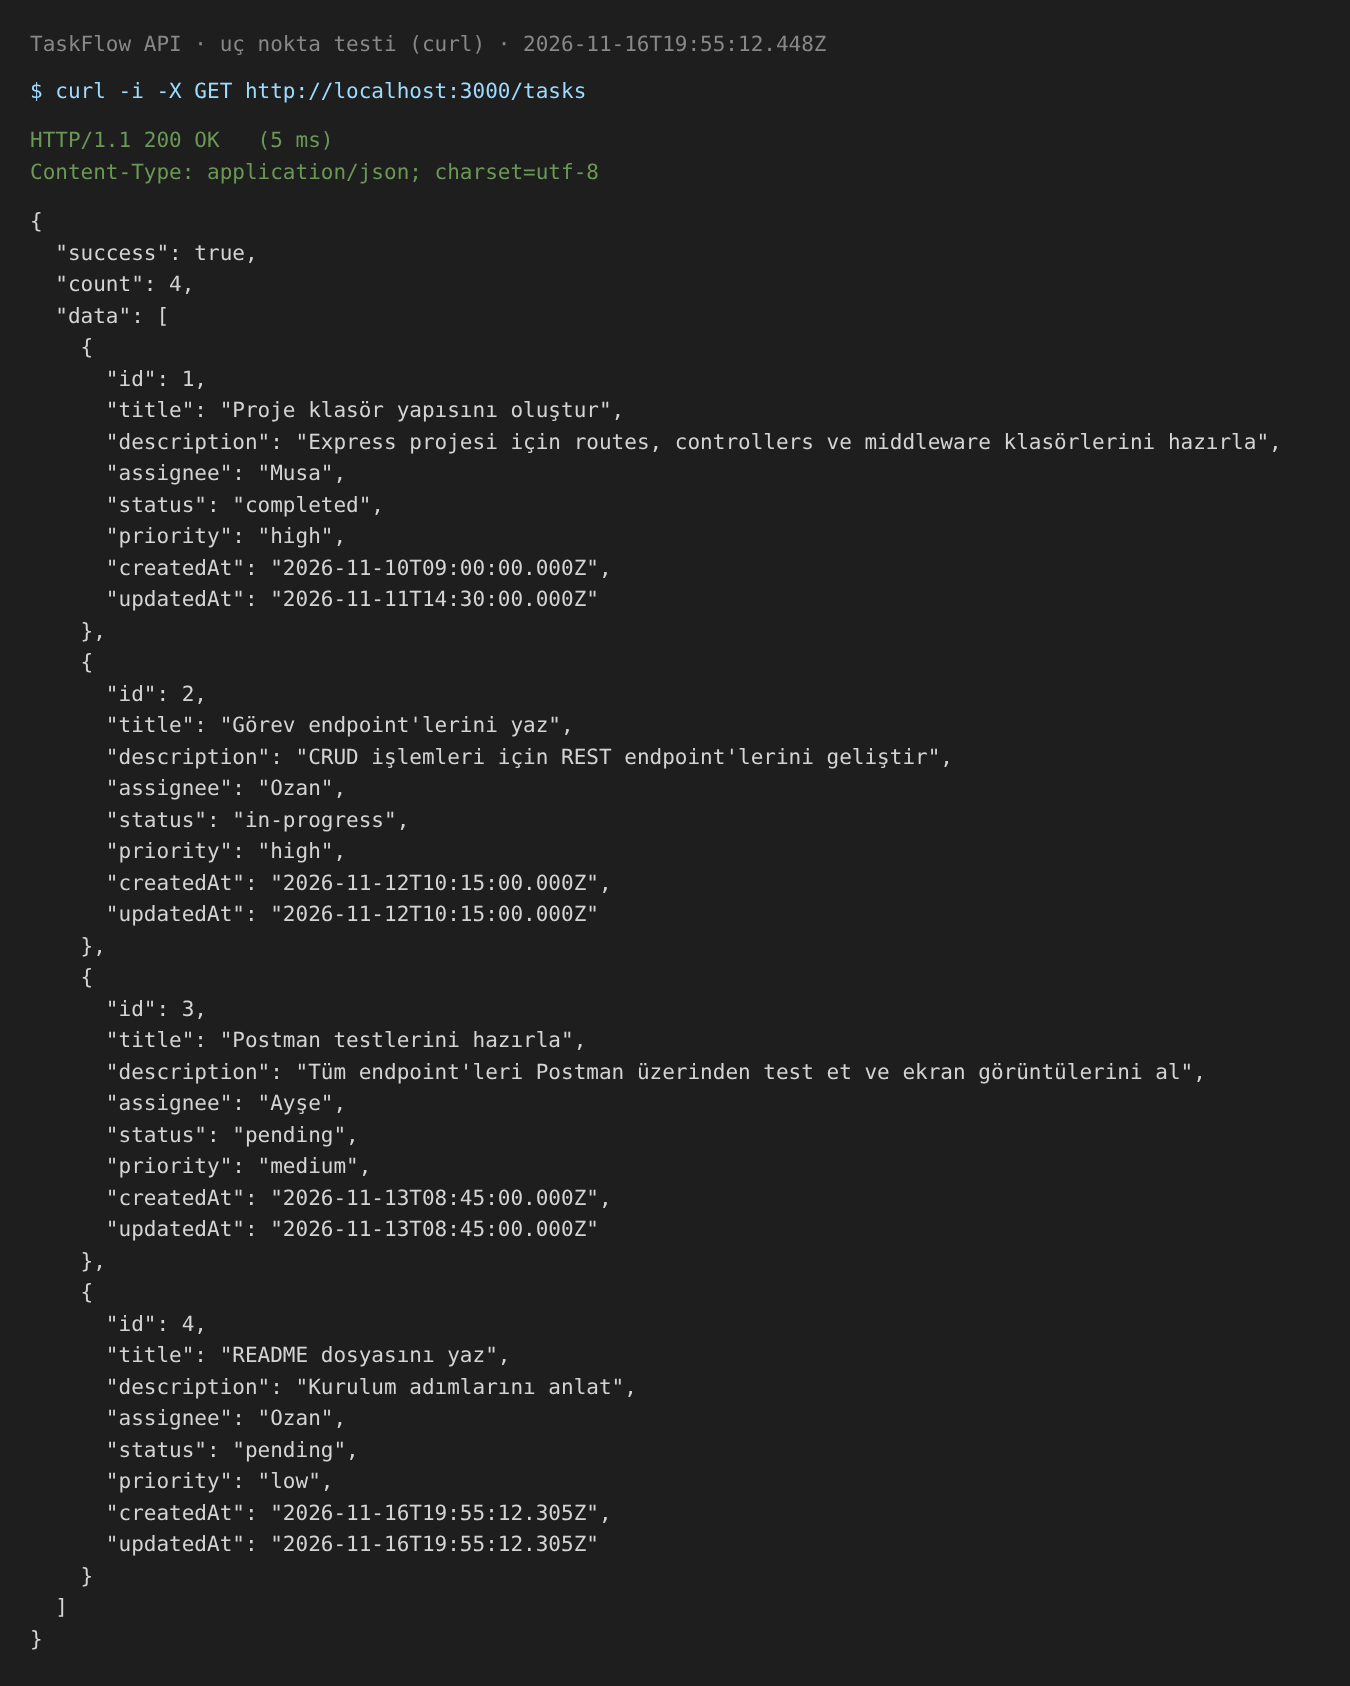 TaskFlow API · uç nokta testi (curl) · 2026-11-16T19:55:12.448Z
$ curl -i -X GET http://localhost:3000/tasks
HTTP/1.1 200 OK   (5 ms)
Content-Type: application/json; charset=utf-8
{
  "success": true,
  "count": 4,
  "data": [
    {
      "id": 1,
      "title": "Proje klasör yapısını oluştur",
      "description": "Express projesi için routes, controllers ve middleware klasörlerini hazırla",
      "assignee": "Musa",
      "status": "completed",
      "priority": "high",
      "createdAt": "2026-11-10T09:00:00.000Z",
      "updatedAt": "2026-11-11T14:30:00.000Z"
    },
    {
      "id": 2,
      "title": "Görev endpoint'lerini yaz",
      "description": "CRUD işlemleri için REST endpoint'lerini geliştir",
      "assignee": "Ozan",
      "status": "in-progress",
      "priority": "high",
      "createdAt": "2026-11-12T10:15:00.000Z",
      "updatedAt": "2026-11-12T10:15:00.000Z"
    },
    {
      "id": 3,
      "title": "Postman testlerini hazırla",
      "description": "Tüm endpoint'leri Postman üzerinden test et ve ekran görüntülerini al",
      "assignee": "Ayşe",
      "status": "pending",
      "priority": "medium",
      "createdAt": "2026-11-13T08:45:00.000Z",
      "updatedAt": "2026-11-13T08:45:00.000Z"
    },
    {
      "id": 4,
      "title": "README dosyasını yaz",
      "description": "Kurulum adımlarını anlat",
      "assignee": "Ozan",
      "status": "pending",
      "priority": "low",
      "createdAt": "2026-11-16T19:55:12.305Z",
      "updatedAt": "2026-11-16T19:55:12.305Z"
    }
  ]
}